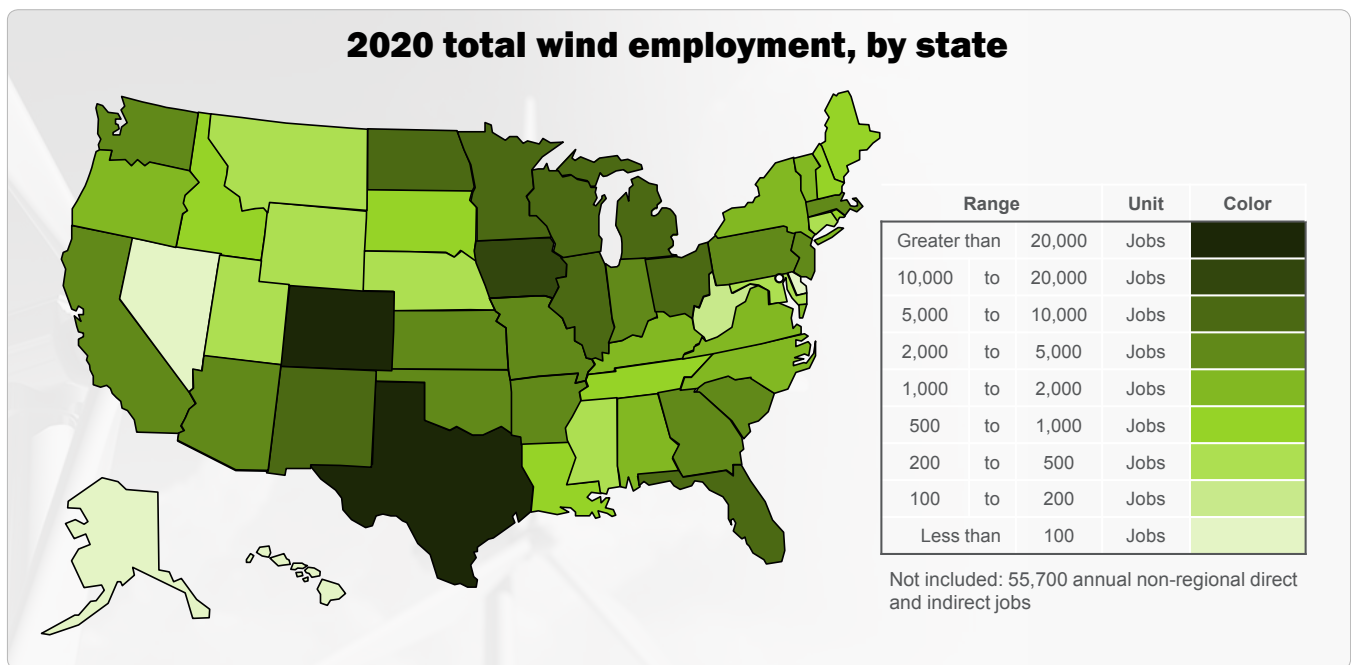 2020 total wind employment, by state
Range Unit Color
Greater than 20,000 Jobs
10,000 to 20,000 Jobs
5,000 to 10,000 Jobs
2,000 to 5,000 Jobs
1,000 to 2,000 Jobs
500 to 1,000 Jobs
200 to 500 Jobs
100 to 200 Jobs
Less than 100 Jobs
Not included: 55,700 annual non-regional direct
and indirect jobs